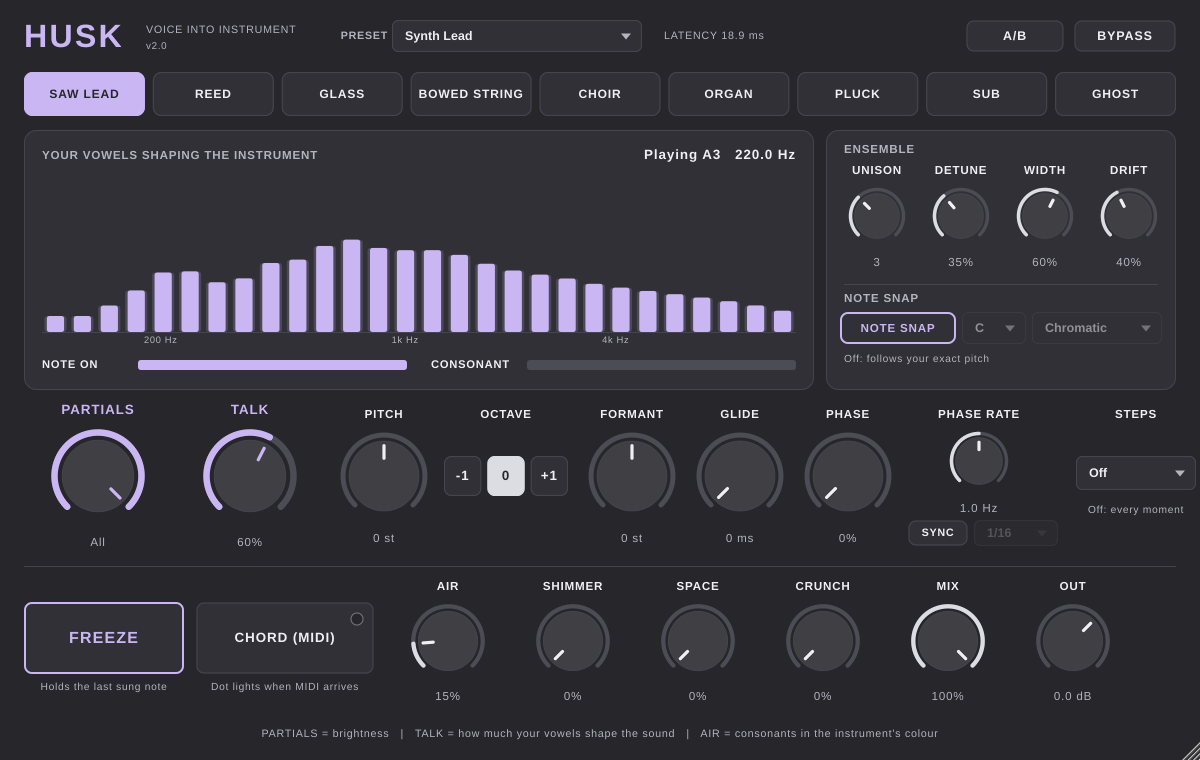 HUSK
VOICE INTO INSTRUMENT
v2.0
PRESET
Synth Lead
LATENCY 18.9 ms
A/B
BYPASS
SAW LEAD
REED
GLASS
BOWED STRING
CHOIR
ORGAN
PLUCK
SUB
GHOST
YOUR VOWELS SHAPING THE INSTRUMENT
Playing A3 220.0 Hz
200 Hz
1k Hz
4k Hz
NOTE ON
CONSONANT
ENSEMBLE
UNISON
DETUNE
WIDTH
DRIFT
3
35%
60%
40%
NOTE SNAP
NOTE SNAP
C
Chromatic
Off: follows your exact pitch
PARTIALS
TALK
PITCH
OCTAVE
FORMANT
GLIDE
PHASE
PHASE RATE
STEPS
-1
0
+1
Off
All
60%
0 st
0 st
0 ms
0%
1.0 Hz
Off: every moment
SYNC
1/16
FREEZE
Holds the last sung note
CHORD (MIDI)
Dot lights when MIDI arrives
AIR
SHIMMER
SPACE
CRUNCH
MIX
OUT
15%
0%
0%
0%
100%
0.0 dB
PARTIALS = brightness | TALK = how much your vowels shape the sound | AIR = consonants in the instrument's colour